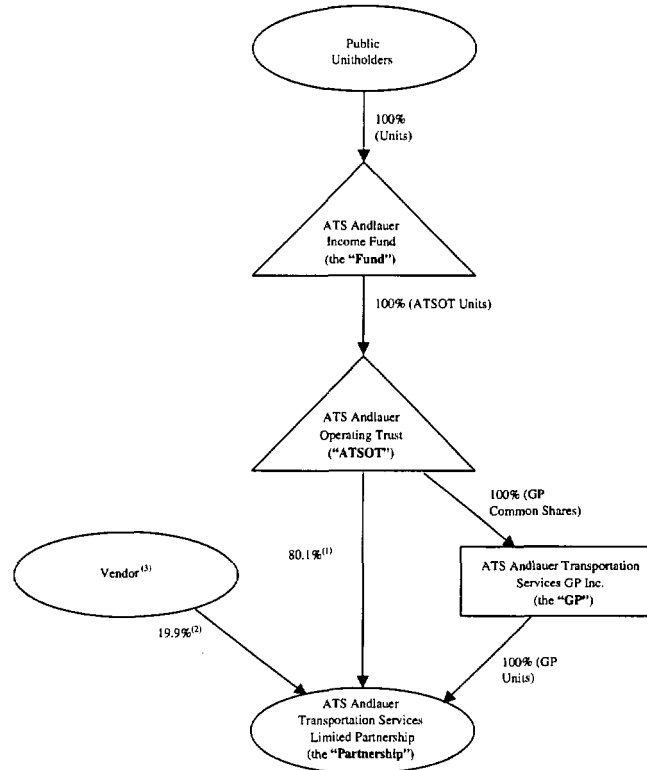 Public
Unitholders
100%
(Units)
ATS Andlauer
Income Fund
(the "Fund")
100% (ATSOT Units)
ATS Andlauer
Operating Trust
("ATSOT")
100% (GP
Common Shares)
80.1%(1)
Vendor(3)
ATS Andlauer Transportation
Services GP Inc.
(the "GP")
19.9%(2)
100% (GP
Units)
ATS Andlauer
Transportation Services
Limited Partnership
(the "Partnership")